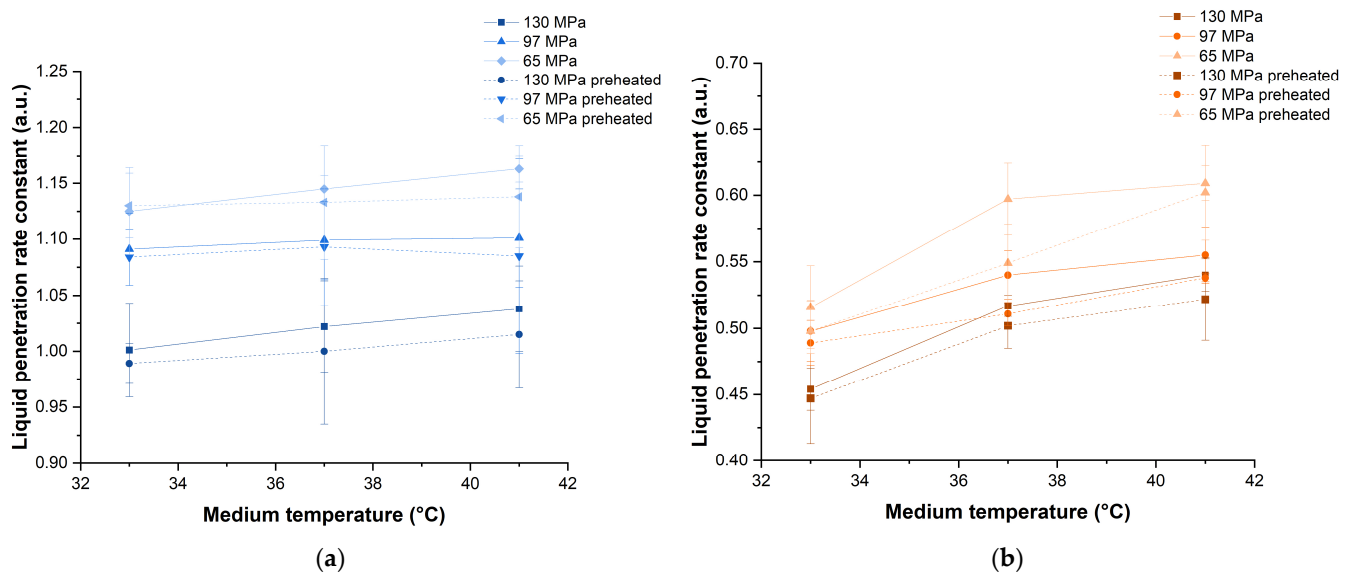 130 MPa
97 MPa
65 MPa
130 MPa preheated
97 MPa preheated
65 MPa preheated
Liquid penetration rate constant (a.u.)
1.25
1.20
1.15
1.10
1.05
1.00
0.95
0.90
32
34
36
38
40
42
Medium temperature (°C)
(a)
130 MPa
97 MPa
65 MPa
130 MPa preheated
97 MPa preheated
65 MPa preheated
Liquid penetration rate constant (a.u.)
0.70
0.65
0.60
0.55
0.50
0.45
0.40
32
34
36
38
40
42
Medium temperature (°C)
(b)